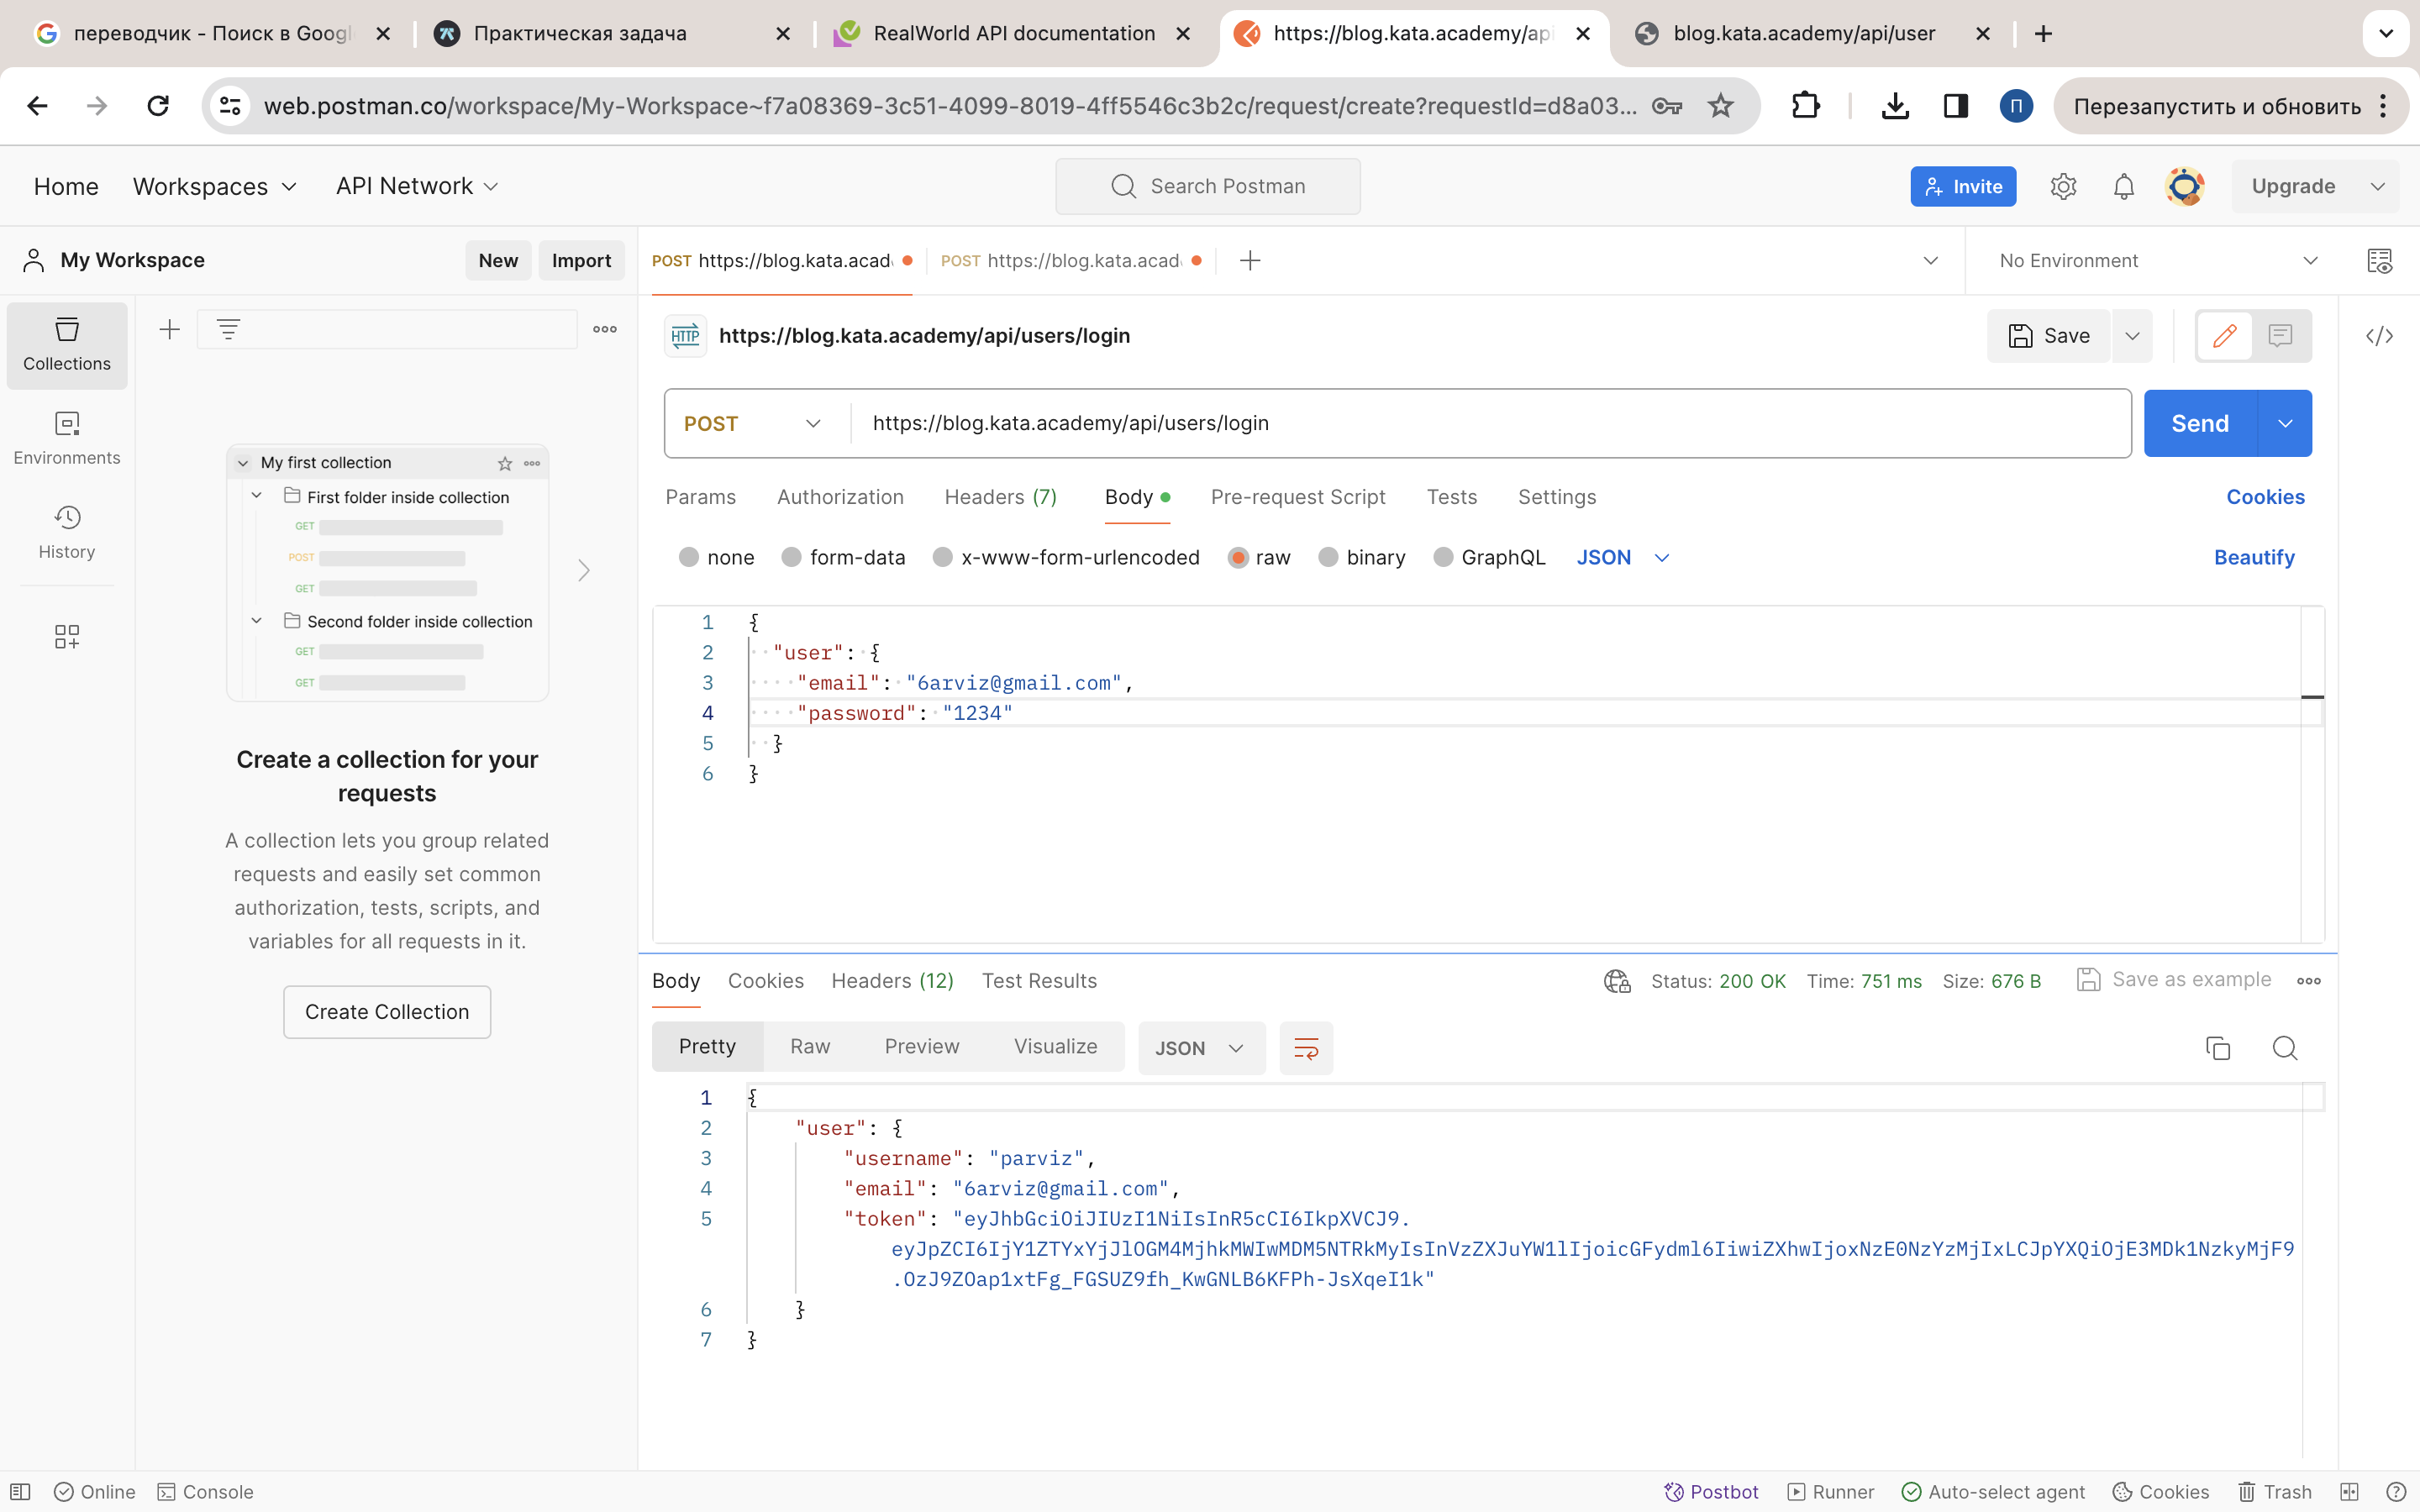 переводчик - Поиск в Googl
Практическая задача
RealWorld API documentation
https://blog.kata.academy/api
blog.kata.academy/api/user
web.postman.co/workspace/My-Workspace~f7a08369-3c51-4099-8019-4ff5546c3b2c/request/create?requestId=d8a03...
П
Перезапустить и обновить
Home
Workspaces
API Network
Search Postman
Invite
Upgrade
My Workspace
New
Import
POST https://blog.kata.acad
POST https://blog.kata.acad
No Environment
Collections
Environments
History
My first collection
First folder inside collection
GET
POST
GET
Second folder inside collection
GET
GET
Create a collection for your
requests
A collection lets you group related
requests and easily set common
authorization, tests, scripts, and
variables for all requests in it.
Create Collection
HTTP
https://blog.kata.academy/api/users/login
Save
POST
https://blog.kata.academy/api/users/login
Send
Params
Authorization
Headers (7)
Body
Pre-request Script
Tests
Settings
Cookies
none
form-data
x-www-form-urlencoded
raw
binary
GraphQL
JSON
Beautify
1 {
2 "user": {
3 "email": "6arviz@gmail.com",
4 "password": "1234"
5 }
6 }
Body
Cookies
Headers (12)
Test Results
Status: 200 OK
Time: 751 ms
Size: 676 B
Save as example
Pretty
Raw
Preview
Visualize
JSON
1 {
2 "user": {
3 "username": "parviz",
4 "email": "6arviz@gmail.com",
5 "token": "eyJhbGciOiJIUzI1NiIsInR5cCI6IkpXVCJ9.
eyJpZCI6IjY1ZTYxYjJlOGM4MjhkMWIwMDM5NTRkMyIsInVzZXJuYW1lIjoicGFydml6IiwiZXhwIjoxNzE0NzYzMjIxLCJpYXQiOjE3MDk1NzkyMjF9
.OzJ9ZOap1xtFg_FGSUZ9fh_KwGNLB6KFPh-JsXqeI1k"
6 }
7 }
Online
Console
Postbot
Runner
Auto-select agent
Cookies
Trash